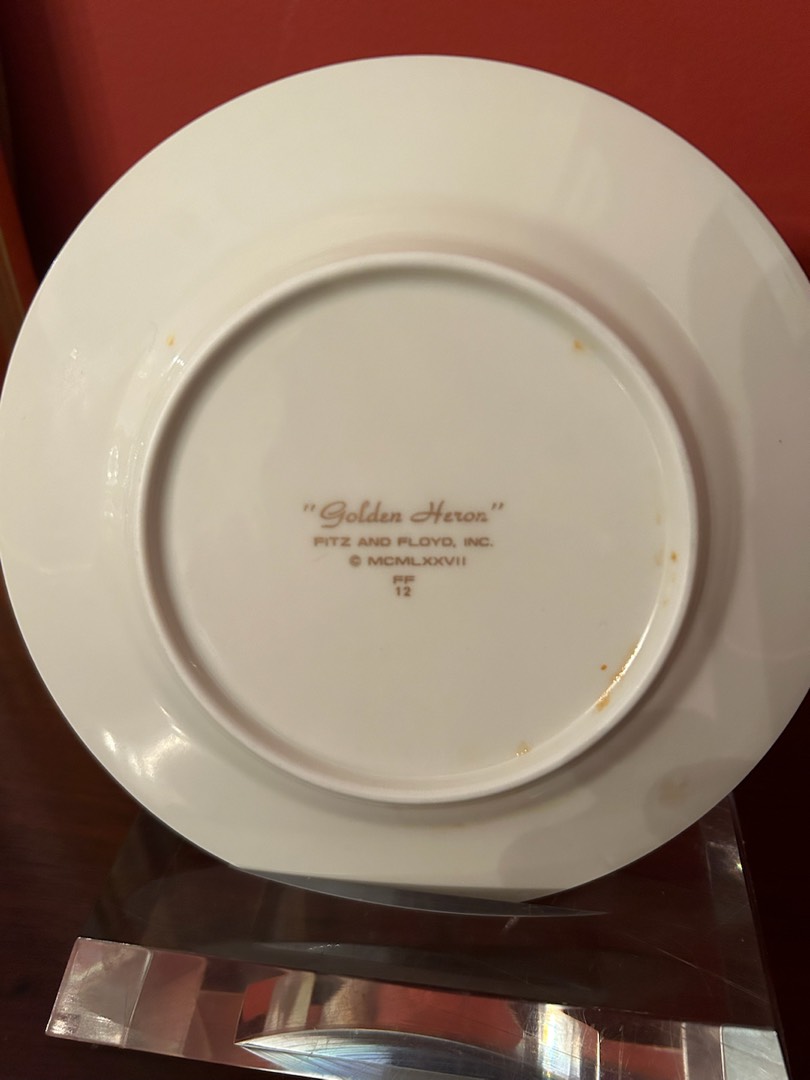 "Golden Heron"
FITZ AND FLOYD, INC.
© MCMLXXVII
FF
12